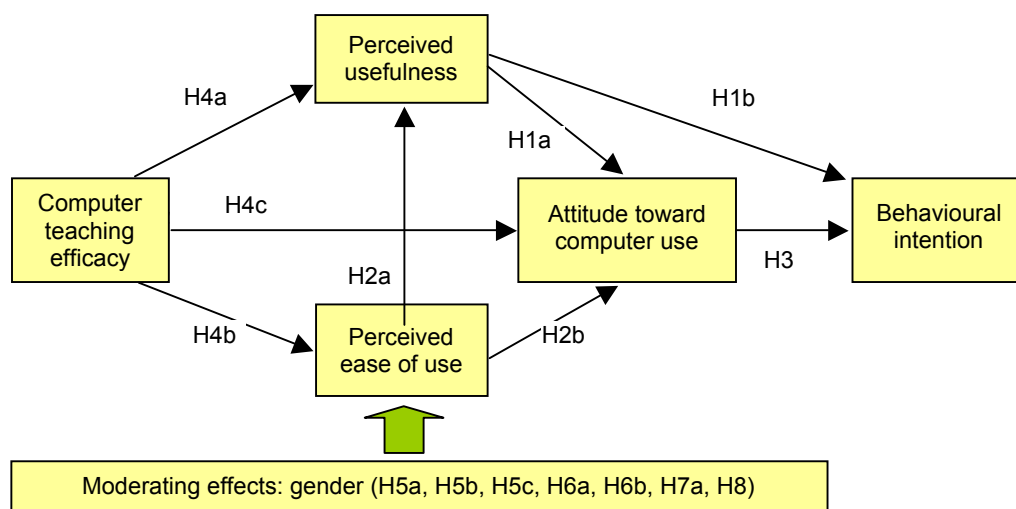 Perceived
usefulness
H4a
H1b
H1a
Computer
teaching
efficacy
H4c
Attitude toward
computer use
Behavioural
intention
H3
H2a
H4b
Perceived
ease of use
H2b
Moderating effects: gender (H5a, H5b, H5c, H6a, H6b, H7a, H8)